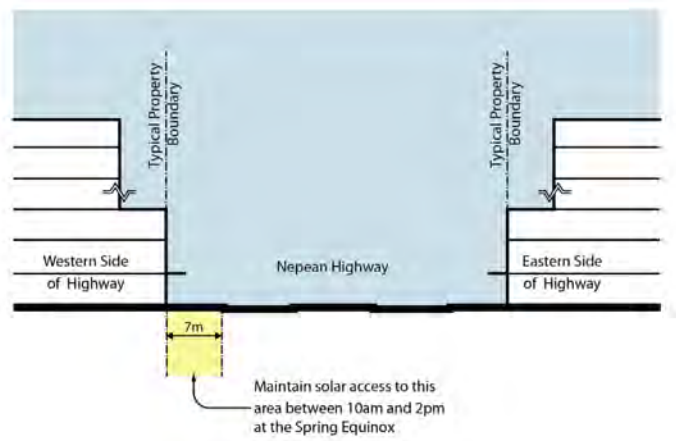 Typical Property
Boundary
Typical Property
Boundary
Western Side
of Highway
Nepean Highway
Eastern Side
of Highway
7m
Maintain solar access to this
area between 10am and 2pm
at the Spring Equinox